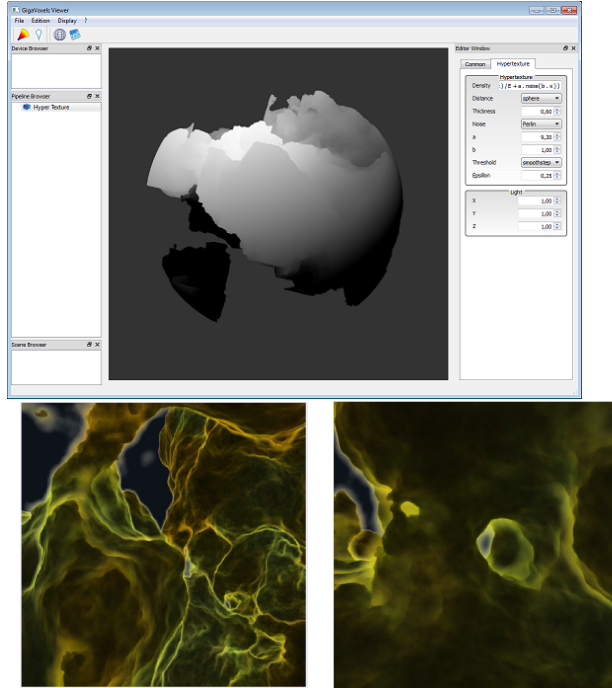 GigaVoxels Viewer
File Edition Display ?
Device Browser
Pipeline Browser
Hyper Texture
Scene Browser
Editor Window
Common Hypertexture
Hypertexture
Density :)/E + a.noise(b.x))
Distance sphere
Thickness 0,60
Noise Perlin
a 9,20
b 1,00
Threshold smoothstep
Epsilon 0,25
Light
X 1,00
Y 1,00
Z 1,00